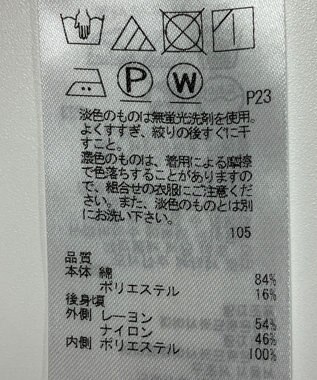 P W P23
淡色のものは無蛍光洗剤を使用。
よくすすぎ、絞りの後すぐに干
すこと。
濃色のものは、着用による摩擦
で色落ちすることがありますの
で、組合せの衣服にご注意くだ
さい。また、淡色のものとは別
にお洗い下さい。
105
品質
本体 綿 84%
ポリエステル 16%
後身頃
外側 レーヨン 54%
ナイロン 46%
内側 ポリエステル 100%